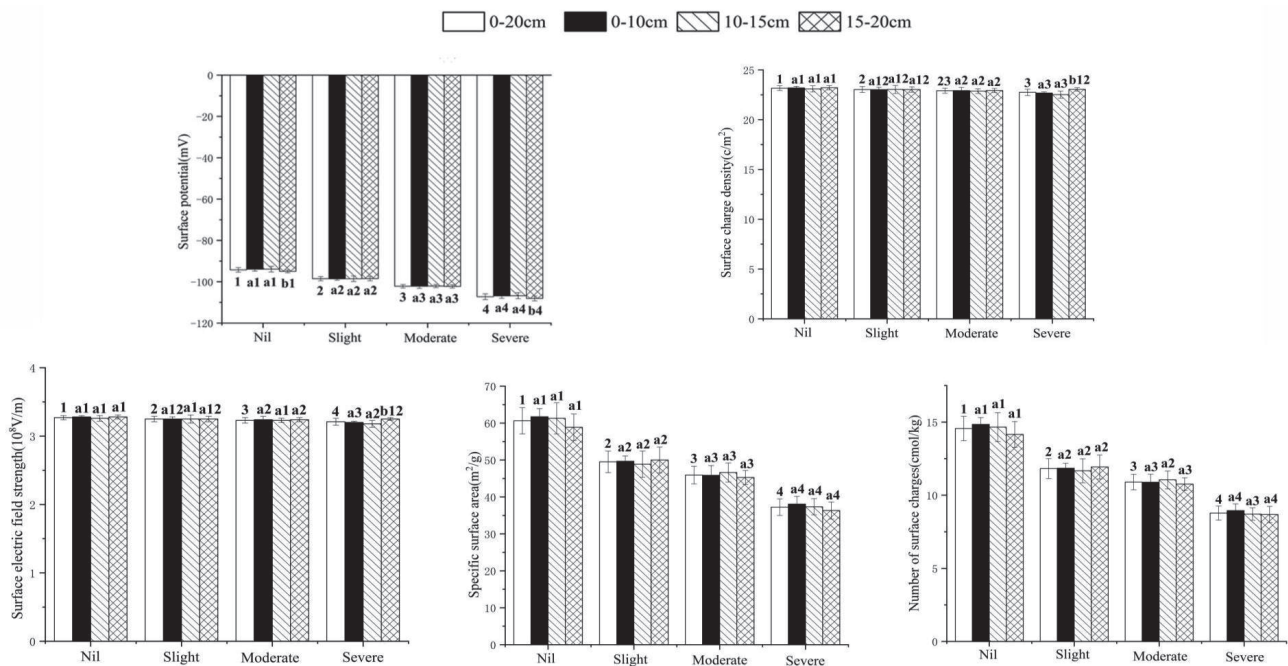 0-20cm 0-10cm 10-15cm 15-20cm
Surface potential(mV)
0
−20
−40
−60
−80
−100
−120
1 a1 a1 b1
2 a2 a2 a2
3 a3 a3 a3
4 a4 a4 b4
Nil Slight Moderate Severe
Surface charge density(c/m²)
25
20
15
10
5
0
1 a1 a1 a1
2 a12 a12 a12
23 a2 a2 a2
3 a3 a3 b12
Nil Slight Moderate Severe
Surface electric field strength(10⁸V/m)
4
3
2
1
0
1 a1 a1 a1
2 a12 a1 a12
3 a2 a1 a2
4 a3 a2 b12
Nil Slight Moderate Severe
Specific surface area(m²/g)
70
60
50
40
30
20
10
0
1 a1 a1 a1
2 a2 a2 a2
3 a3 a3 a3
4 a4 a4 a4
Nil Slight Moderate Severe
Number of surface charges(cmol/kg)
15
10
5
0
1 a1 a1 a1
2 a2 a2 a2
3 a3 a2 a3
4 a4 a3 a4
Nil Slight Moderate Severe